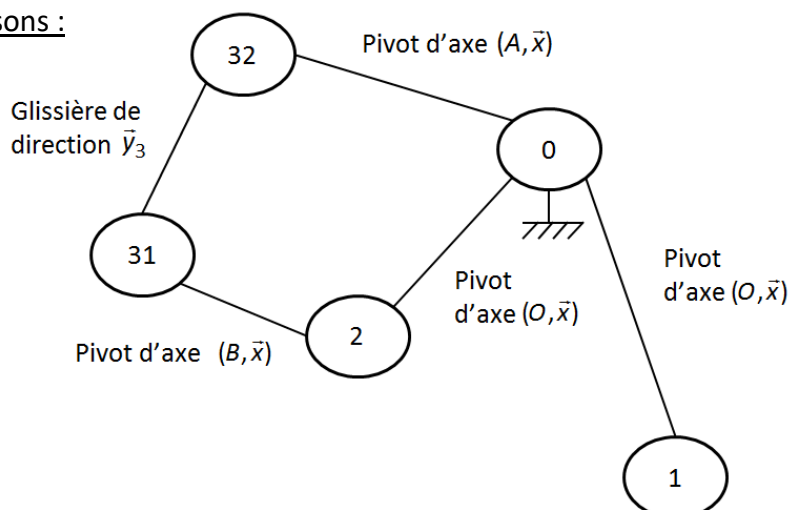 sons :
32
Pivot d'axe (A, x⃗)
Glissière de
direction y⃗₃
0
31
Pivot
d'axe (O, x⃗)
Pivot
d'axe (O, x⃗)
2
Pivot d'axe (B, x⃗)
1